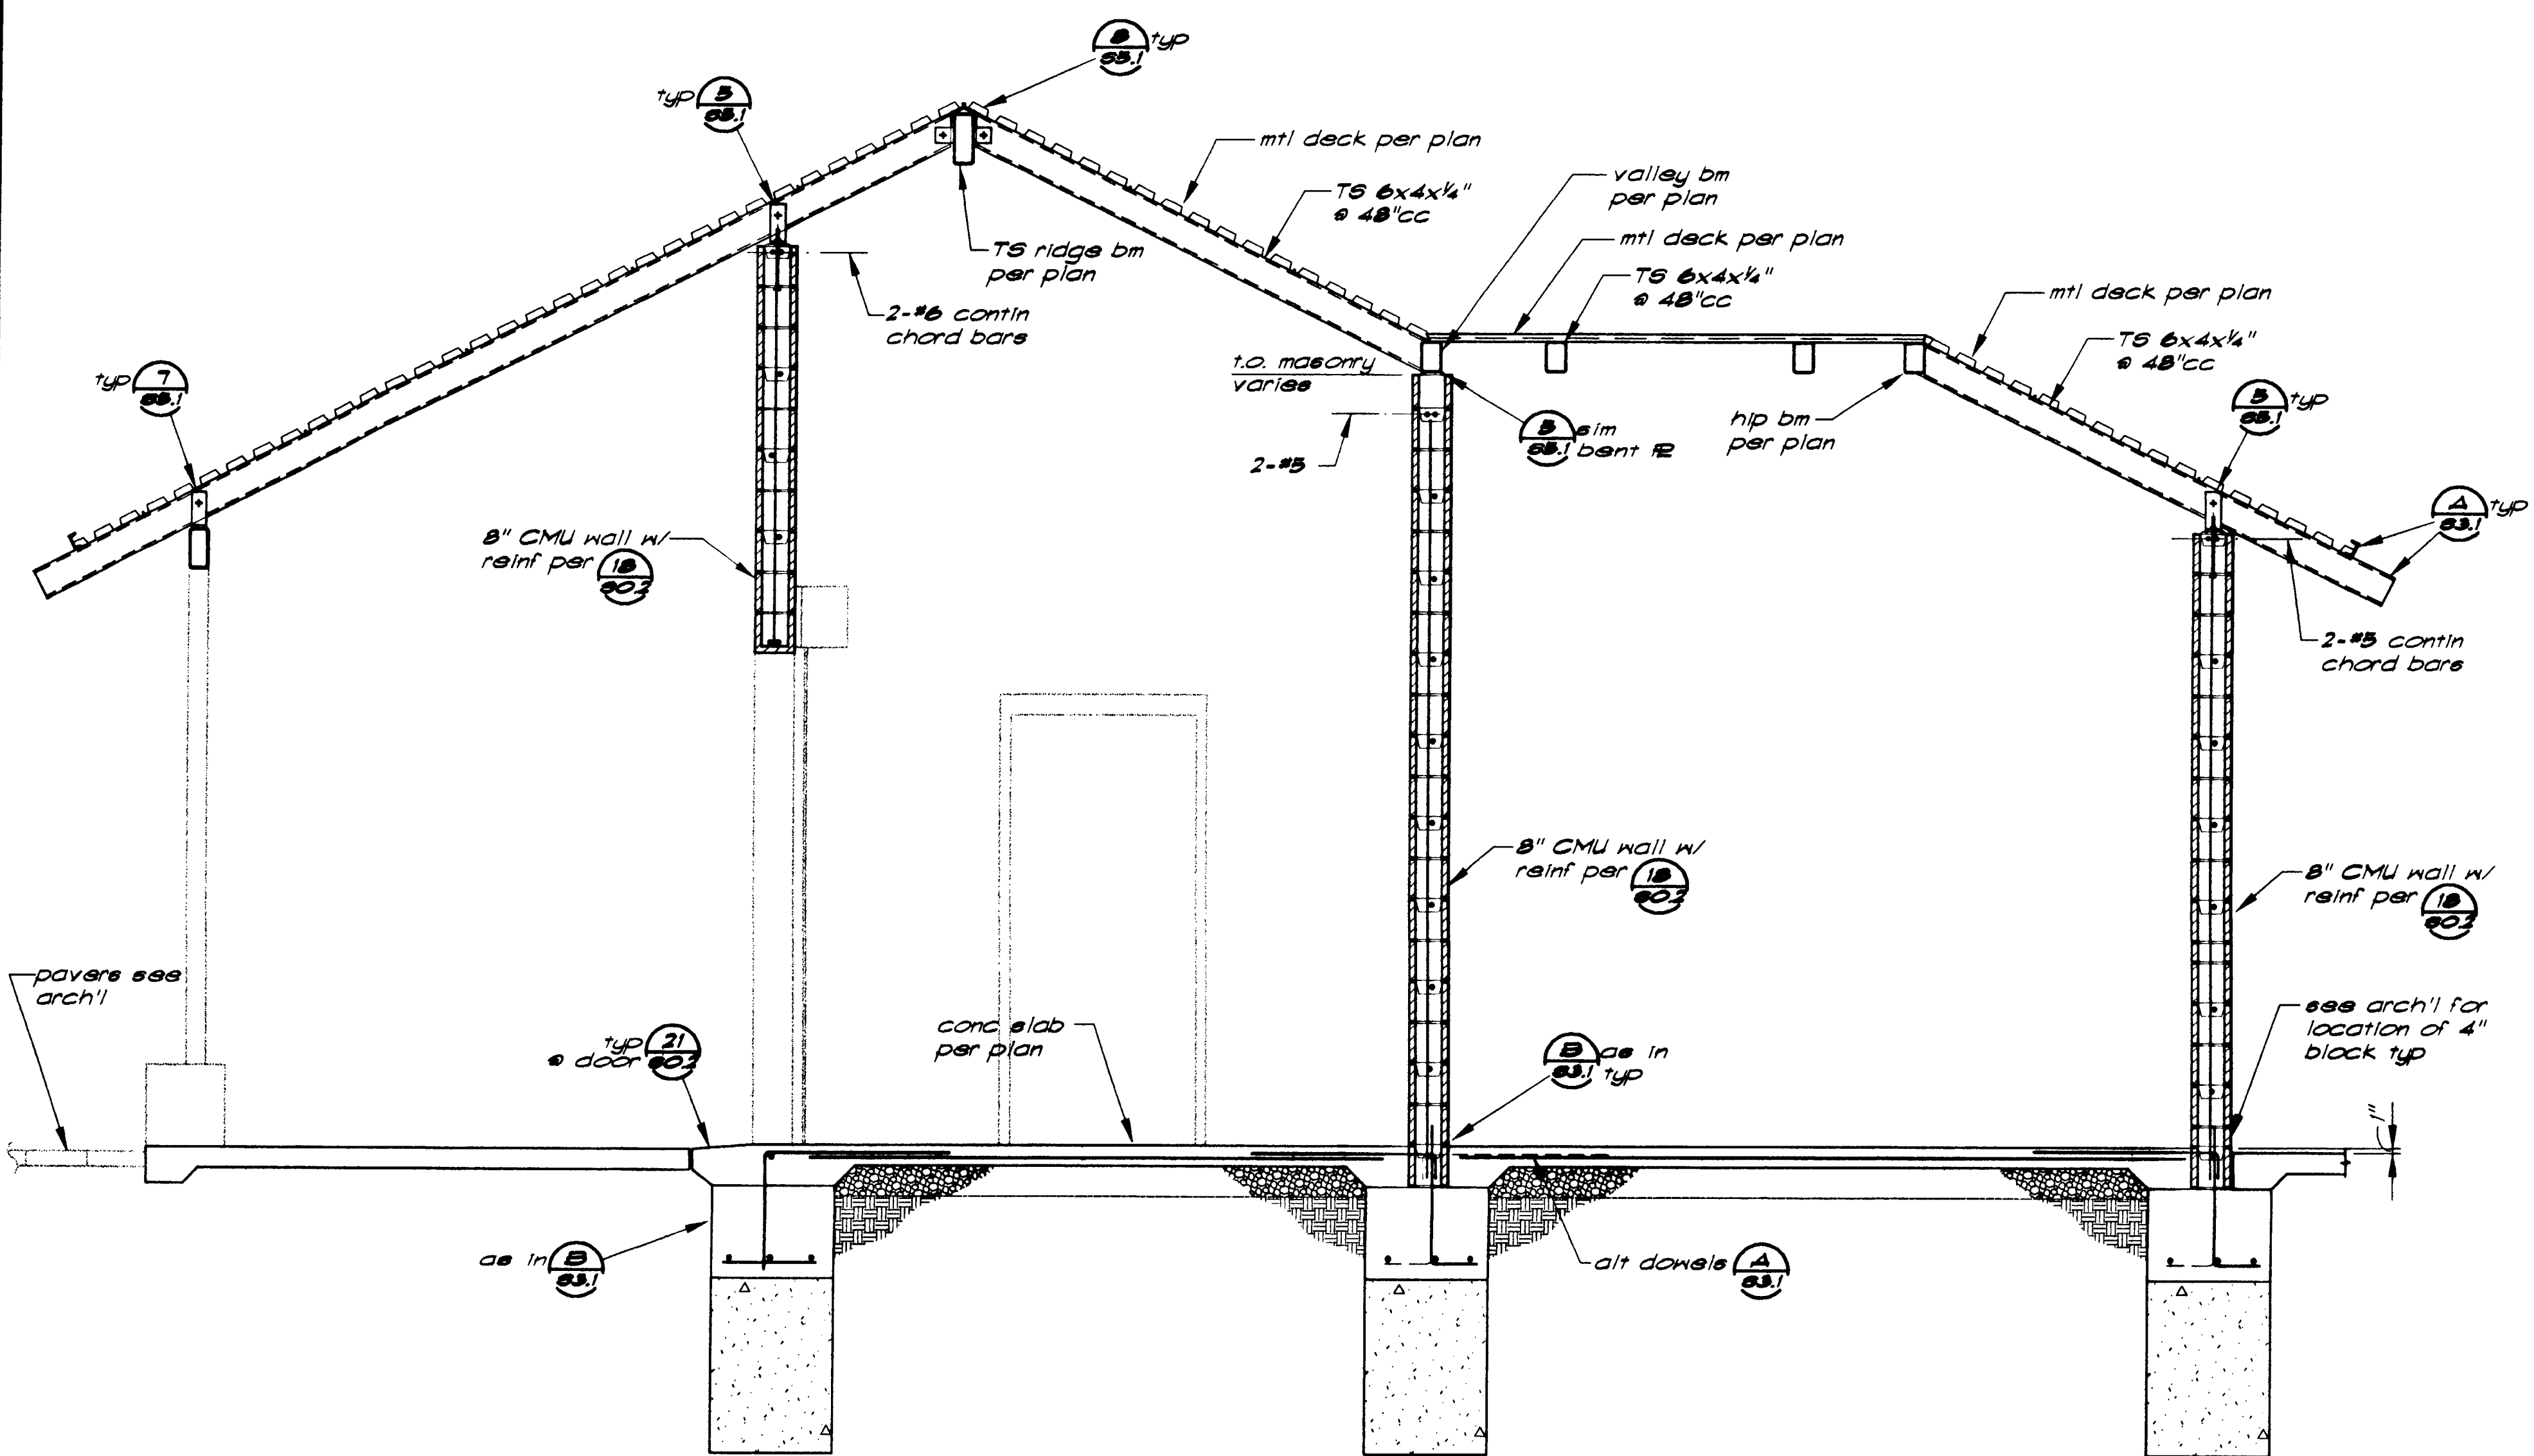 8 typ
S5.1
typ 5
S5.1
mtl deck per plan
valley bm
per plan
TS 6x4x¼"
@ 48"cc
mtl deck per plan
TS ridge bm
per plan
TS 6x4x¼"
@ 48"cc
mtl deck per plan
2-#6 contin
chord bars
TS 6x4x¼"
@ 48"cc
t.o. masonry
varies
typ 7
S5.1
5 typ
S5.1
hip bm
per plan
5 sim
S5.1 bent PL
2-#5
A typ
S3.1
8" CMU wall w/
reinf per 18
S0.2
2-#5 contin
chord bars
8" CMU wall w/
reinf per 18
S0.2
8" CMU wall w/
reinf per 18
S0.2
pavers see
arch'l
typ 21
@ door S0.2
conc slab
per plan
B as in
S3.1 typ
see arch'l for
location of 4"
block typ
1"
as in B
S3.1
alt dowels A
S3.1